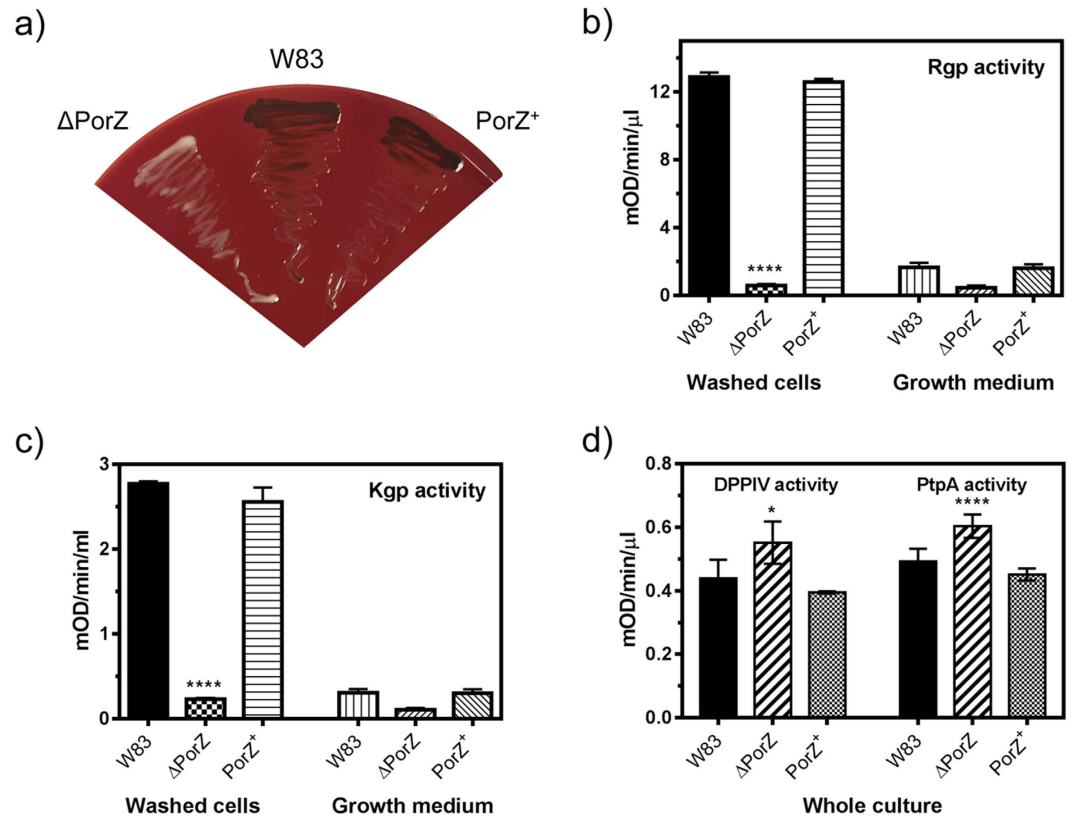 a)
W83
ΔPorZ
PorZ⁺
b)
Rgp activity
mOD/min/µl
12
8
4
0
****
W83
ΔPorZ
PorZ⁺
W83
ΔPorZ
PorZ⁺
Washed cells
Growth medium
c)
Kgp activity
mOD/min/ml
3
2
1
0
****
W83
ΔPorZ
PorZ⁺
W83
ΔPorZ
PorZ⁺
Washed cells
Growth medium
d)
DPPIV activity
PtpA activity
mOD/min/µl
0.8
0.6
0.4
0.2
0.0
*
****
W83
ΔPorZ
PorZ⁺
W83
ΔPorZ
PorZ⁺
Whole culture